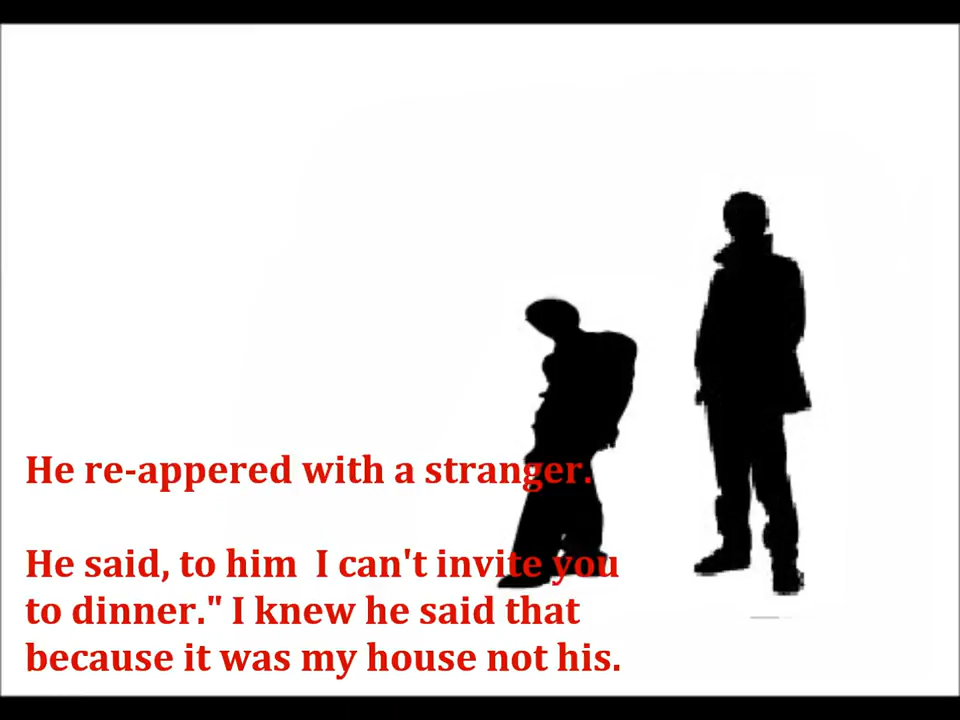 He re-appered with a stranger.
He said, to him  I can't invite you
to dinner." I knew he said that
because it was my house not his.